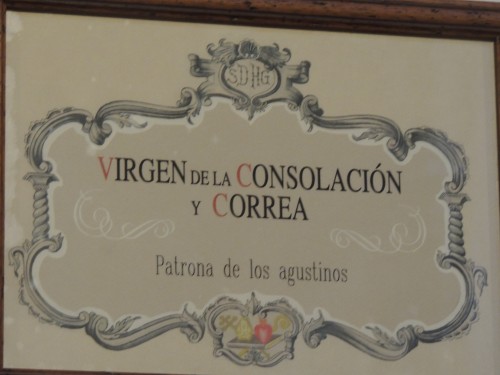 SDHG
VIRGEN DE LA CONSOLACIÓN
Y CORREA
Patrona de los agustinos